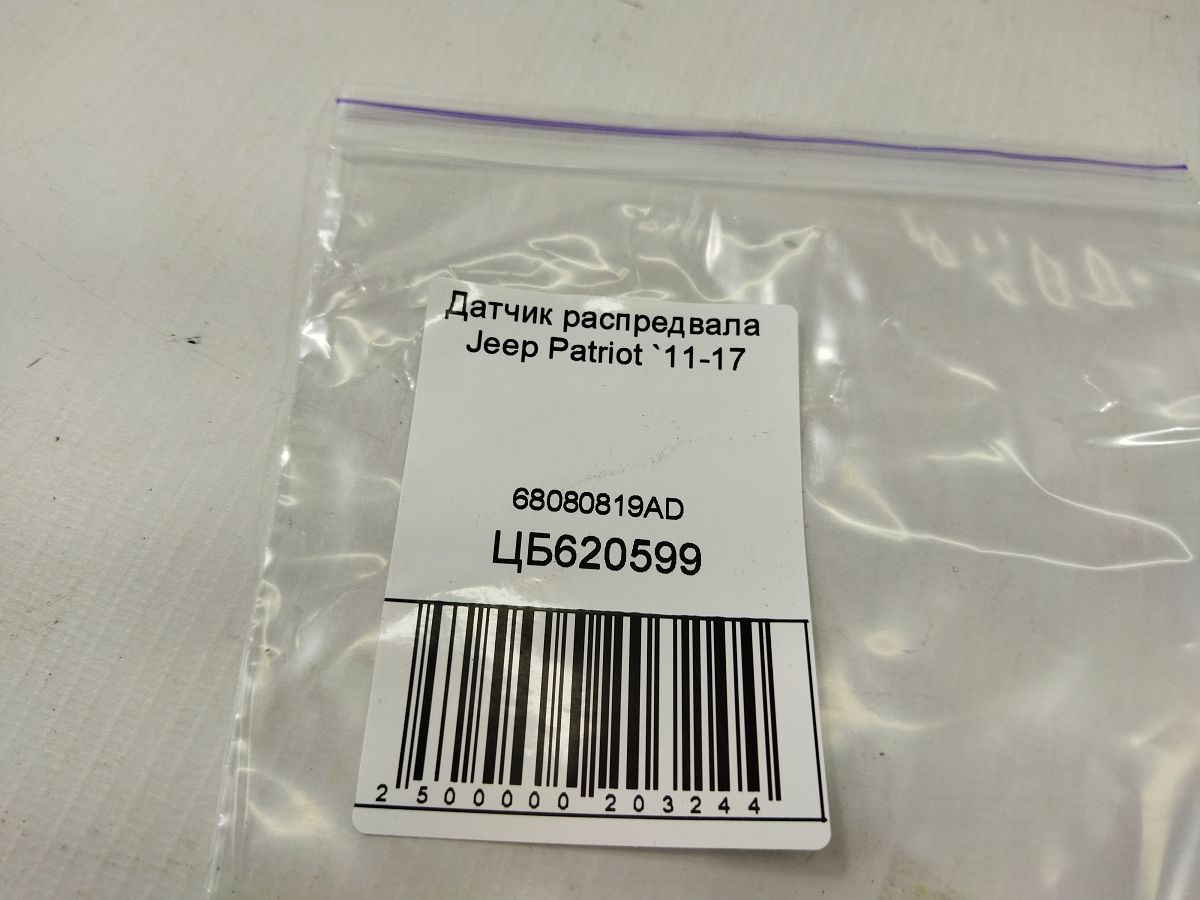 Датчик распредвала
Jeep Patriot `11-17
68080819AD
ЦБ620599
2 500000 203244